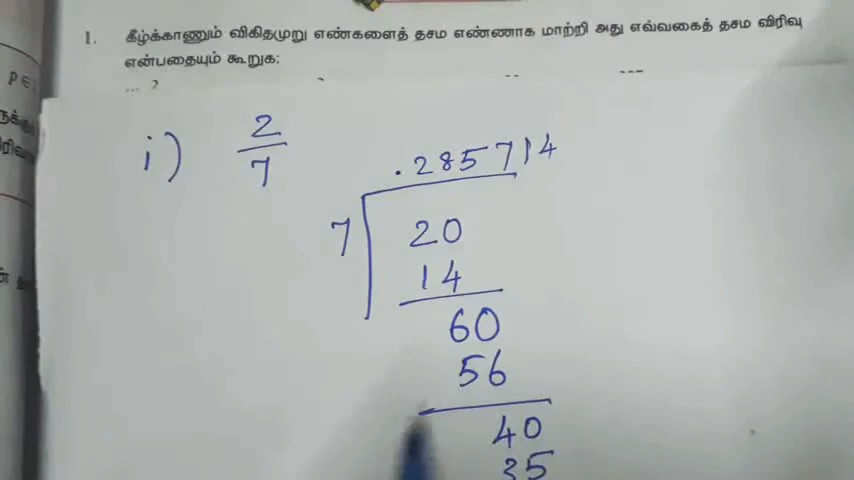 1. கீழ்க்காணும் விகிதமுறு எண்களைத் தசம எண்ணாக மாற்றி அது எவ்வகைத் தசம விரிவு
என்பதையும் கூறுக:
i) 2/7
.285714
7
20
14
60
56
40
35